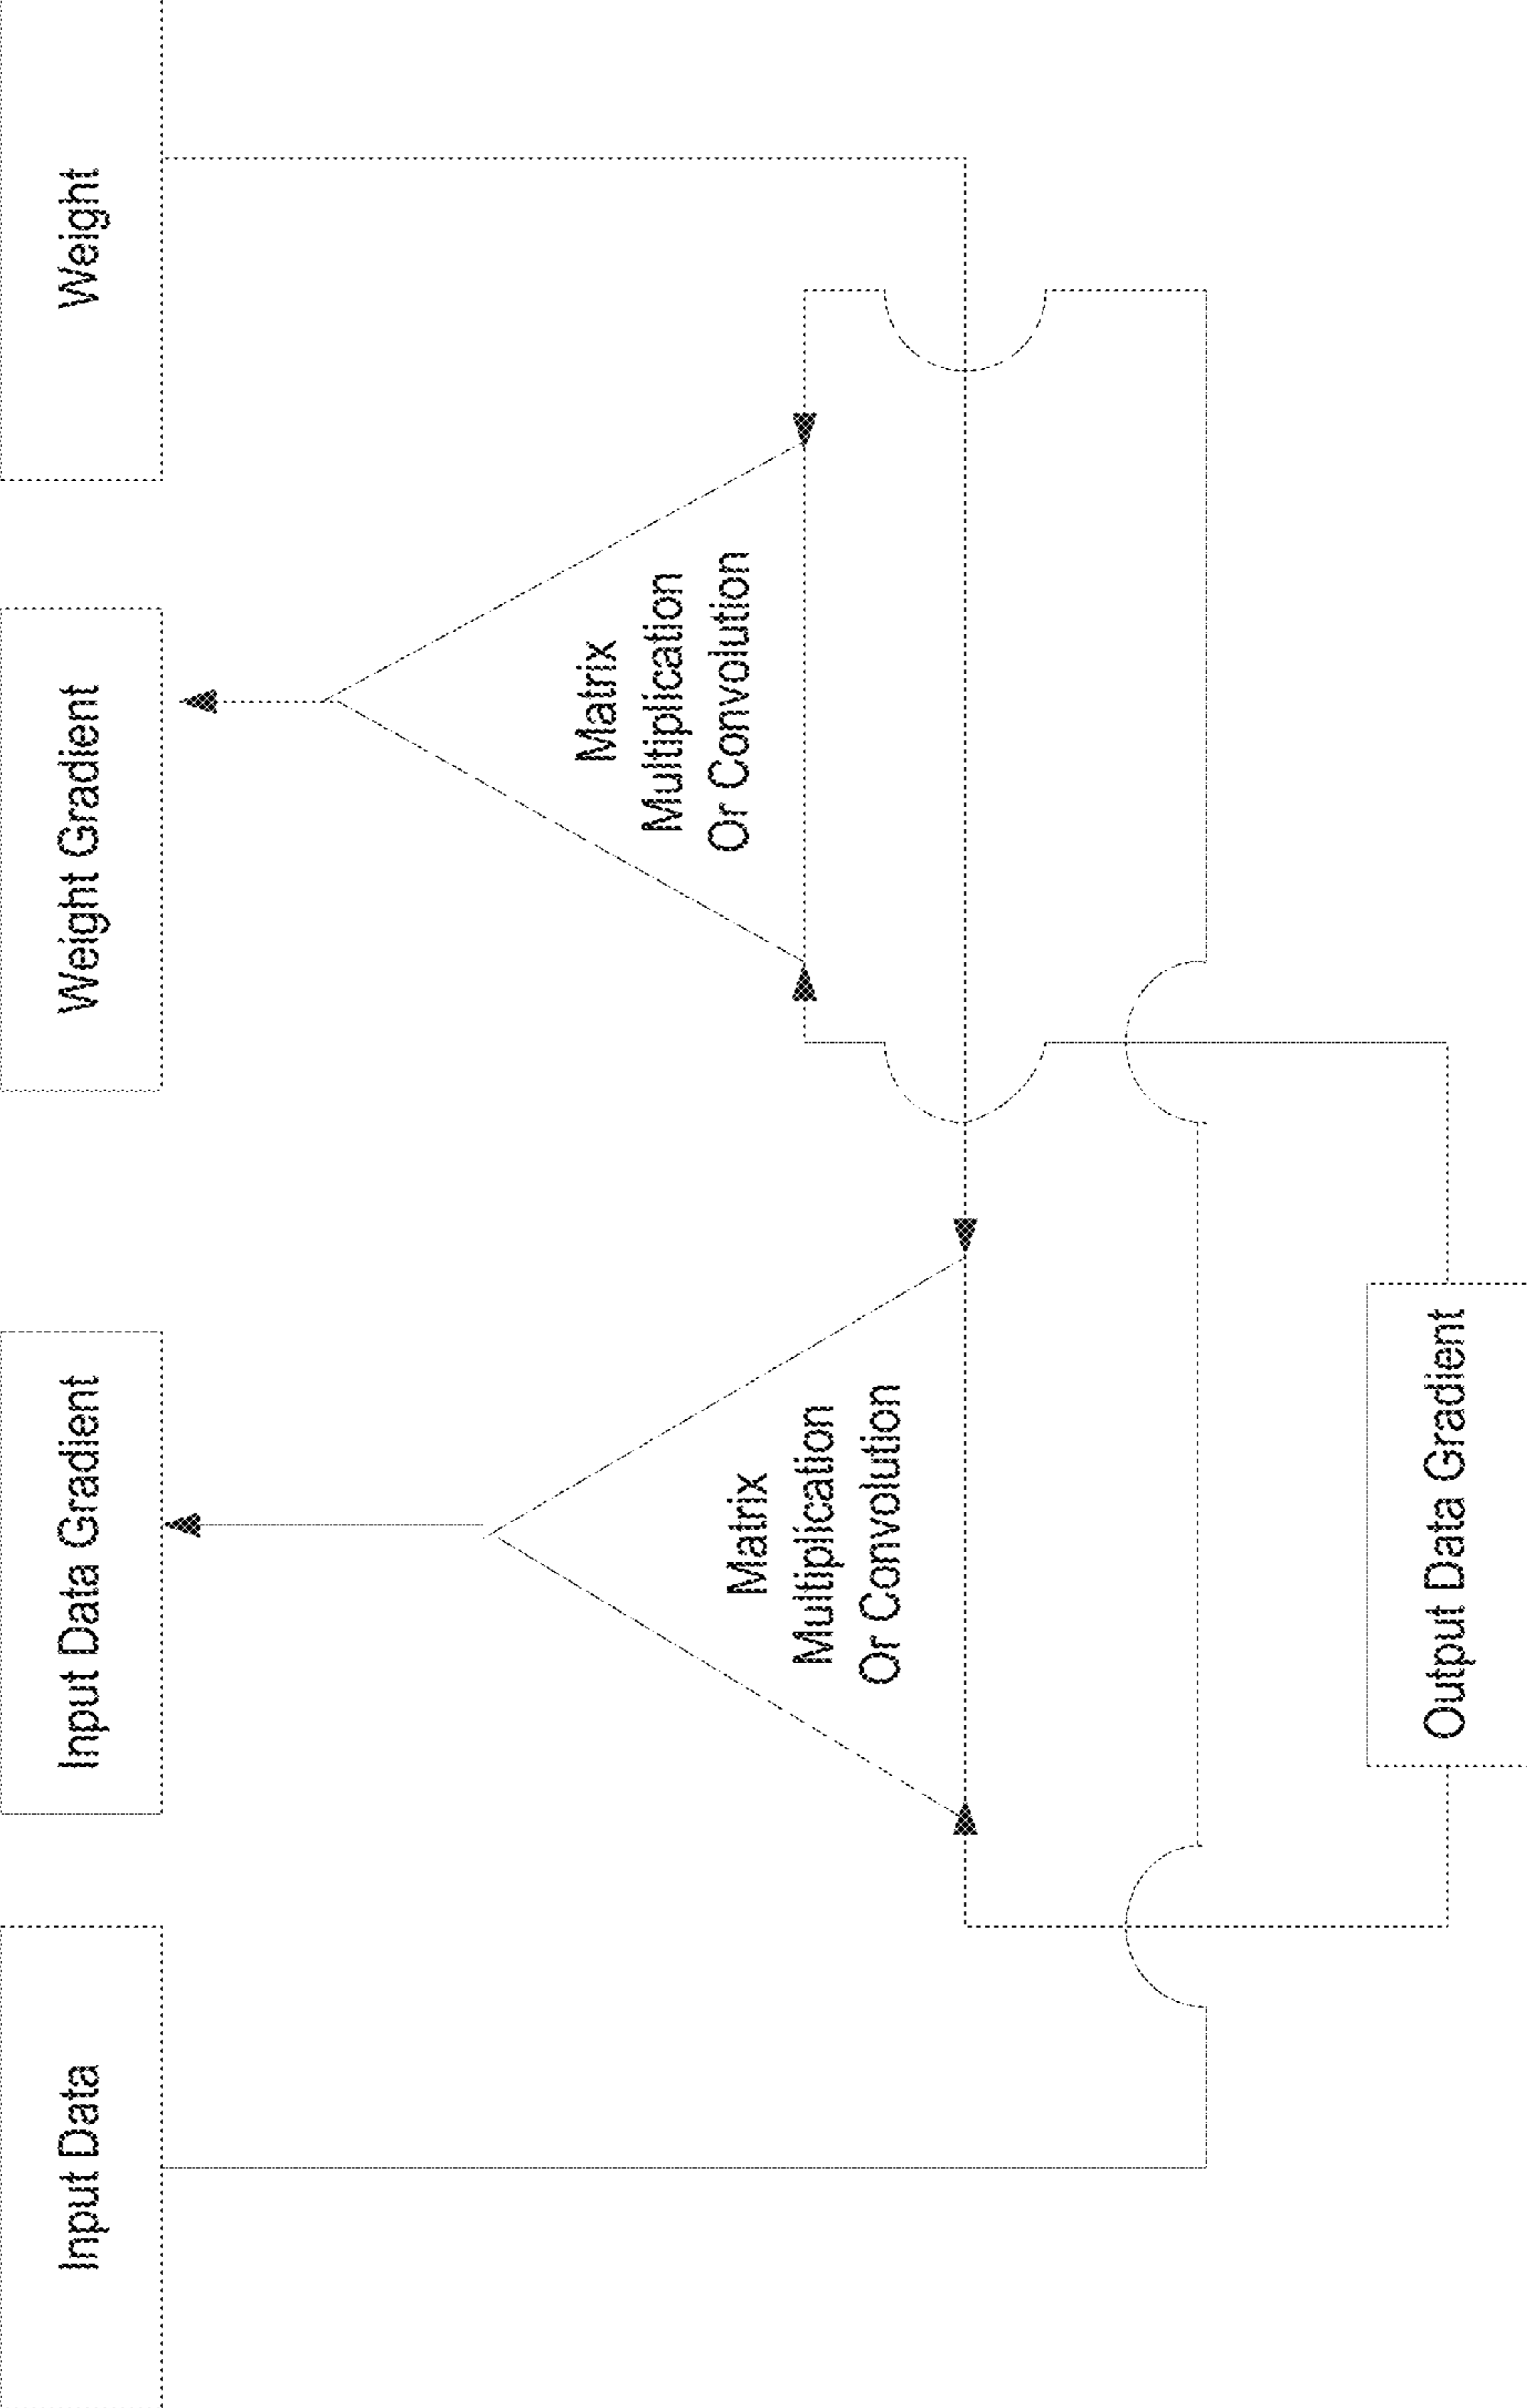 Input Data
Input Data Gradient
Weight Gradient
Weight
Matrix
Multiplication
Or Convolution
Matrix
Multiplication
Or Convolution
Output Data Gradient